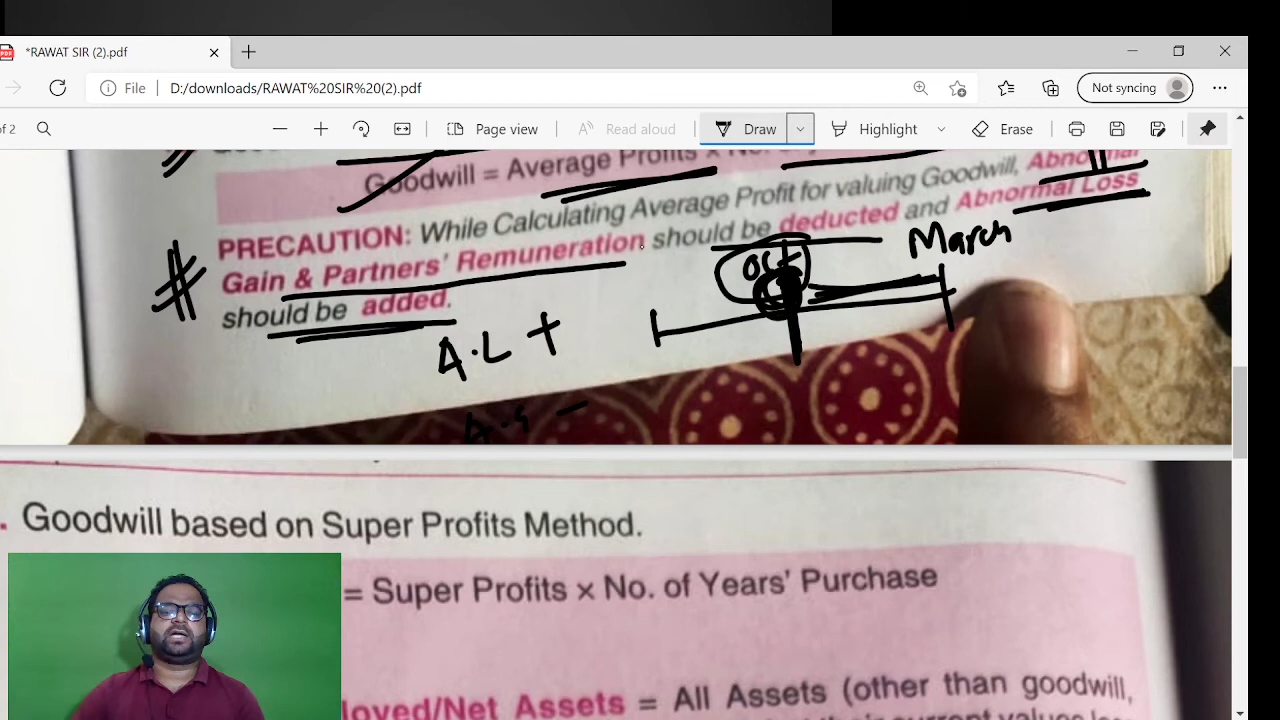 *RAWAT SIR (2).pdf
File
D:/downloads/RAWAT%20SIR%20(2).pdf
Not syncing
of 2
Page view
Read aloud
Draw
Highlight
Erase
Goodwill = Average Profits ×
PRECAUTION: While Calculating Average Profit for valuing Goodwill, Abnormal
Gain & Partners' Remuneration should be deducted and Abnormal Loss
should be added.
oct
March
A.L +
A.G -
. Goodwill based on Super Profits Method.
= Super Profits × No. of Years' Purchase
loyed/Net Assets = All Assets (other than goodwill,